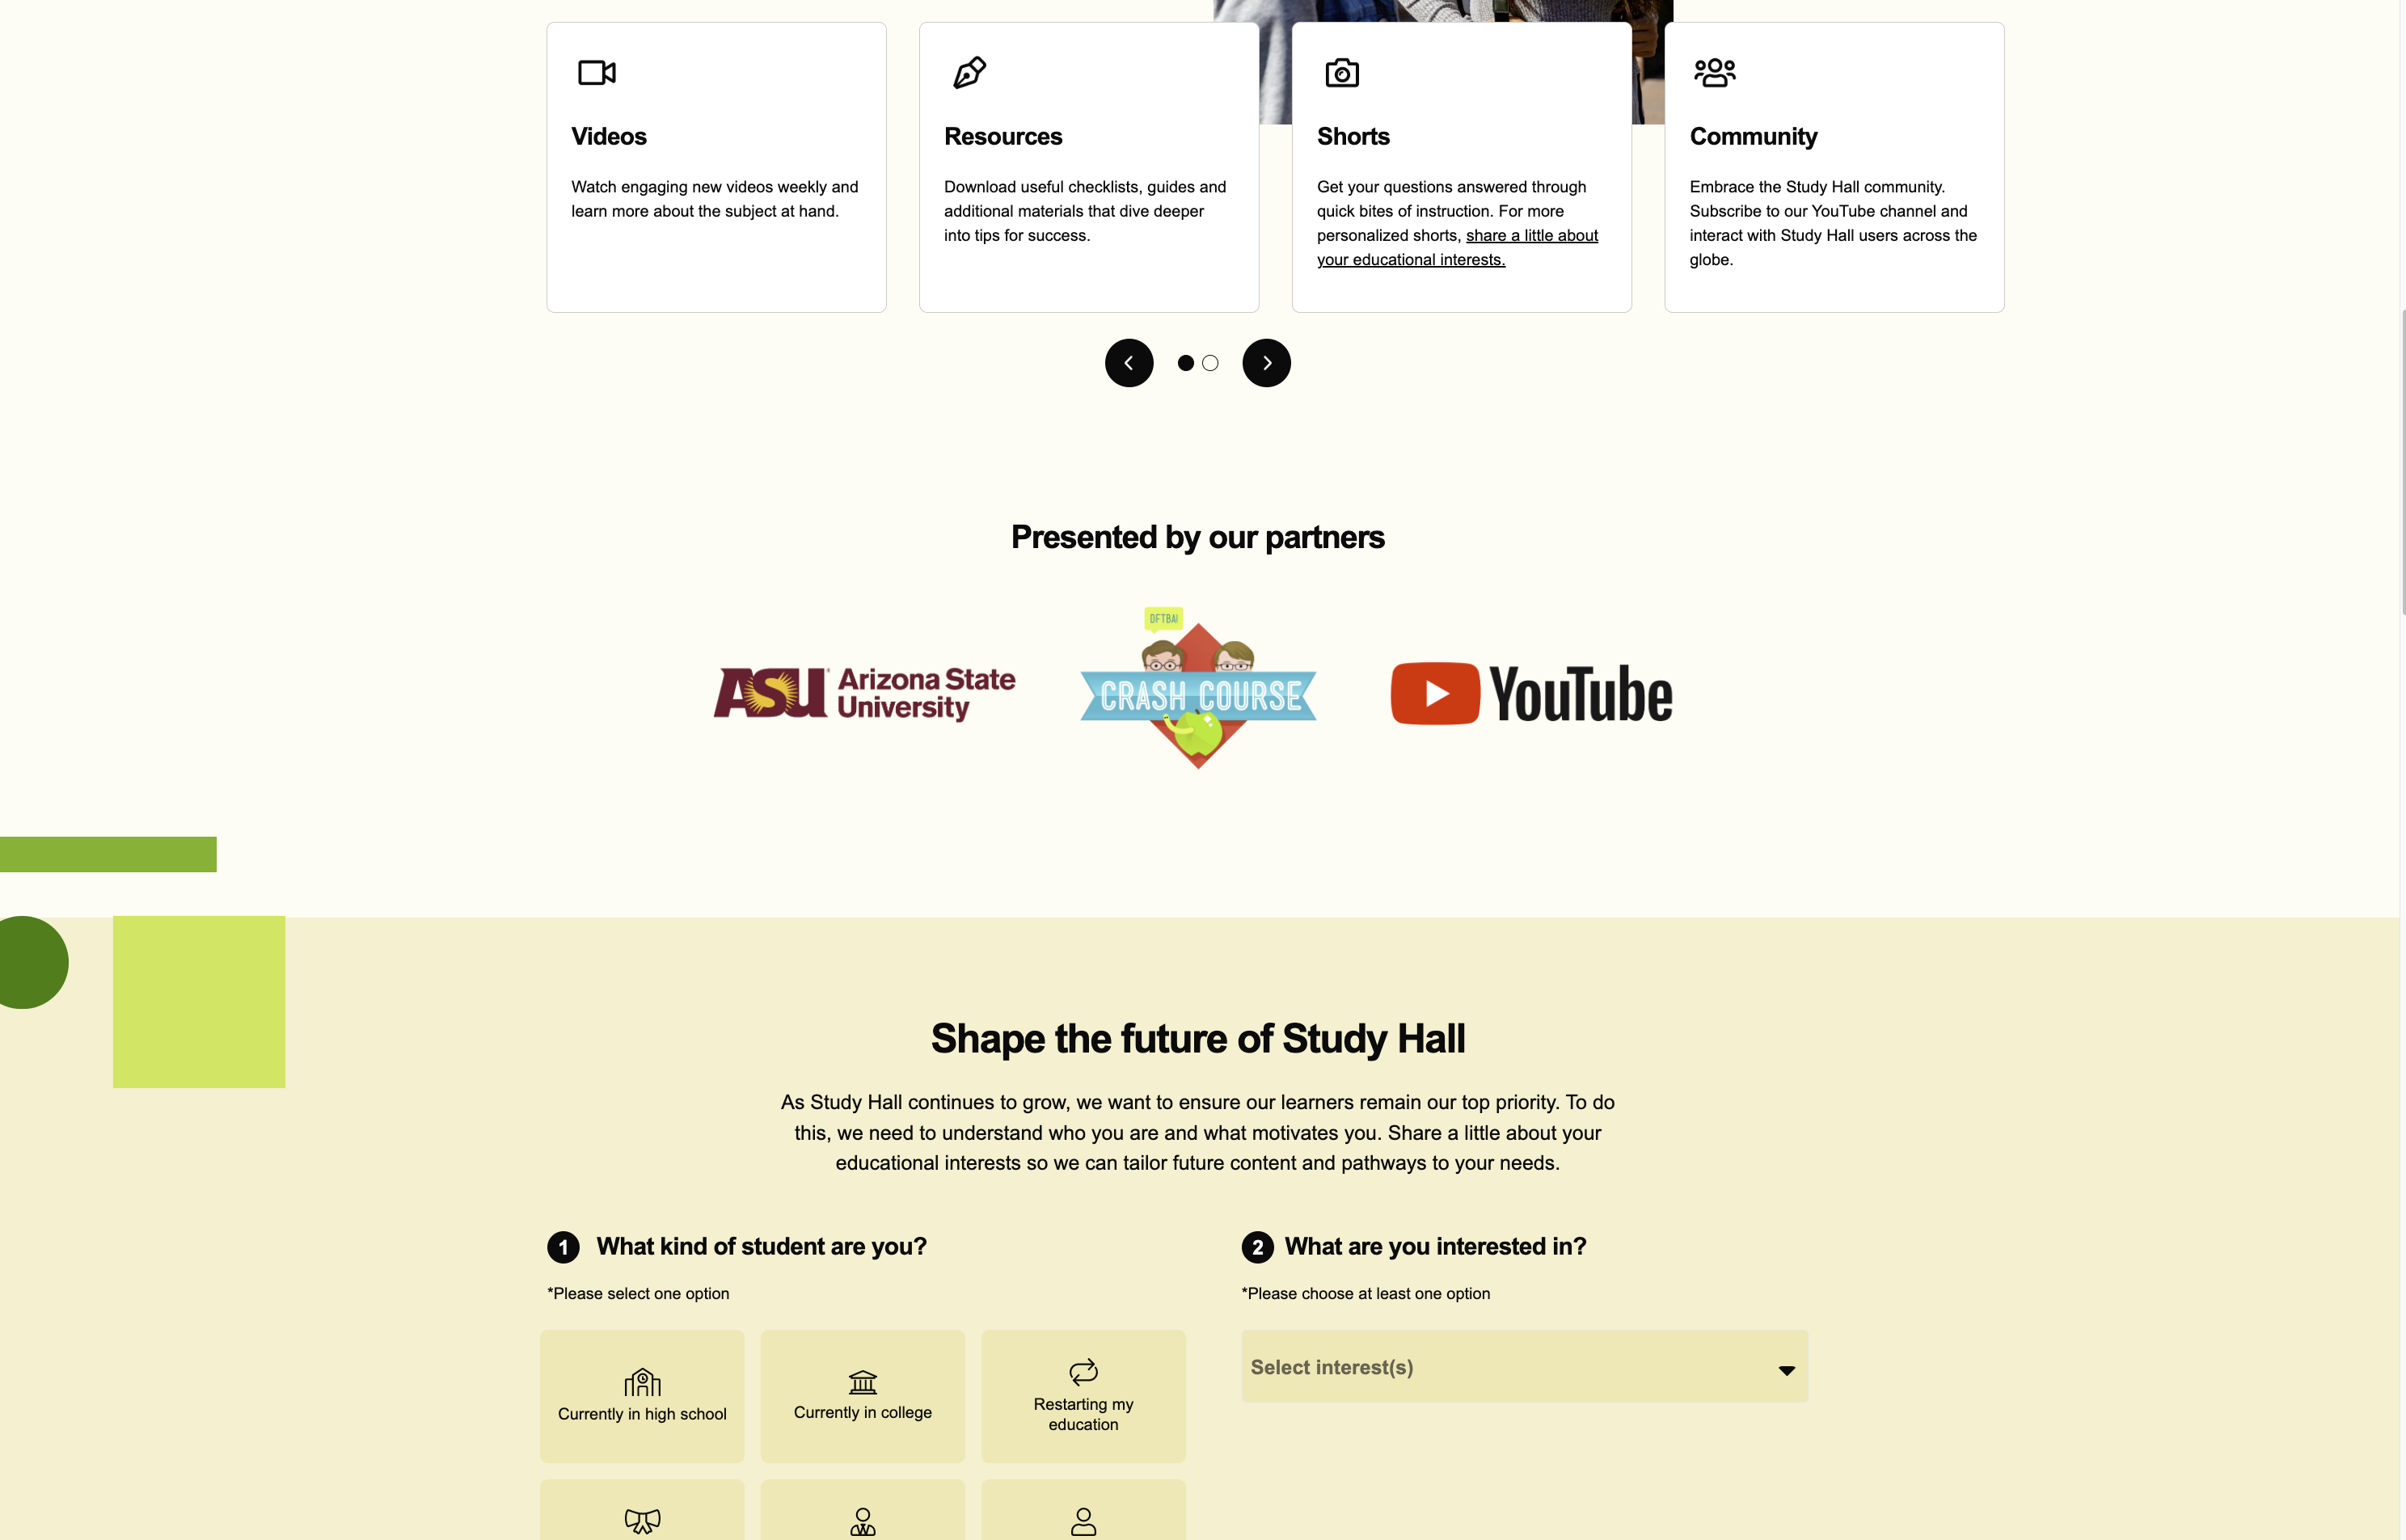 Videos
Watch engaging new videos weekly and
learn more about the subject at hand.
Resources
Download useful checklists, guides and
additional materials that dive deeper
into tips for success.
Shorts
Get your questions answered through
quick bites of instruction. For more
personalized shorts, share a little about
your educational interests.
Community
Embrace the Study Hall community.
Subscribe to our YouTube channel and
interact with Study Hall users across the
globe.
Presented by our partners
ASU Arizona State
University
DFTBA!
CRASH COURSE
YouTube
Shape the future of Study Hall
As Study Hall continues to grow, we want to ensure our learners remain our top priority. To do
this, we need to understand who you are and what motivates you. Share a little about your
educational interests so we can tailor future content and pathways to your needs.
1 What kind of student are you?
*Please select one option
Currently in high school
Currently in college
Restarting my
education
2 What are you interested in?
*Please choose at least one option
Select interest(s)